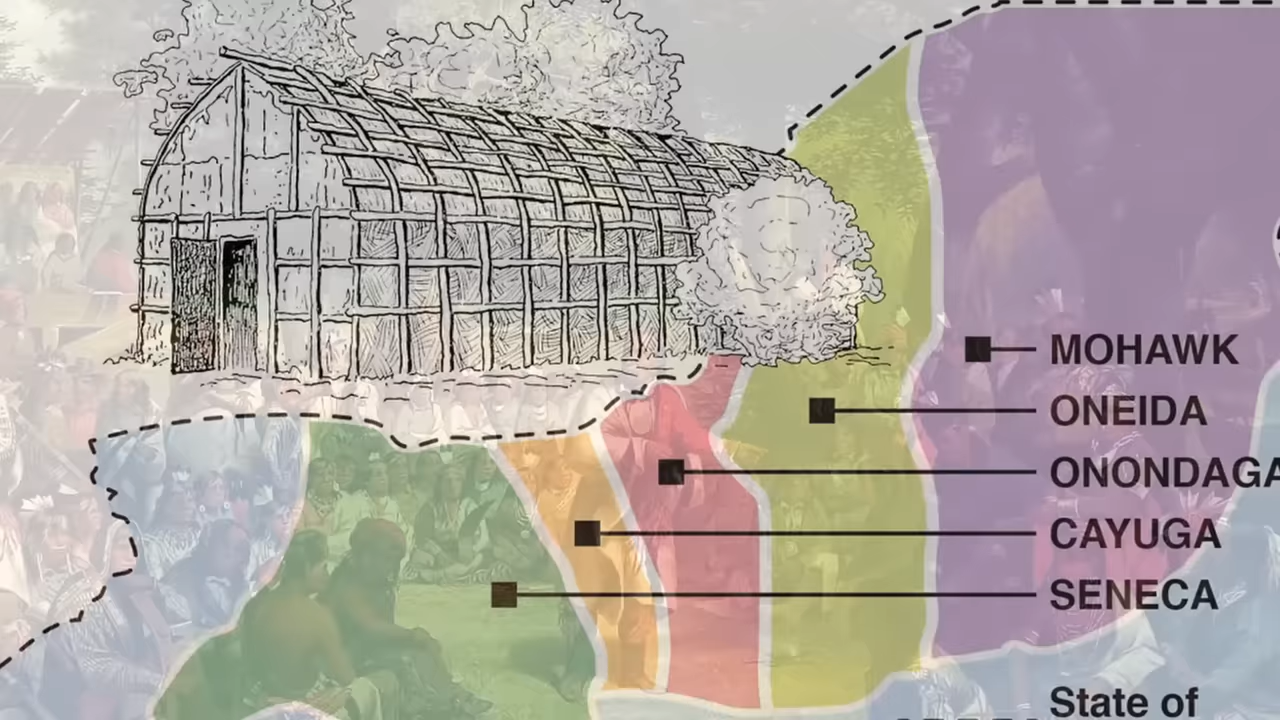 MOHAWK
ONEIDA
ONONDAGA
CAYUGA
SENECA
State of